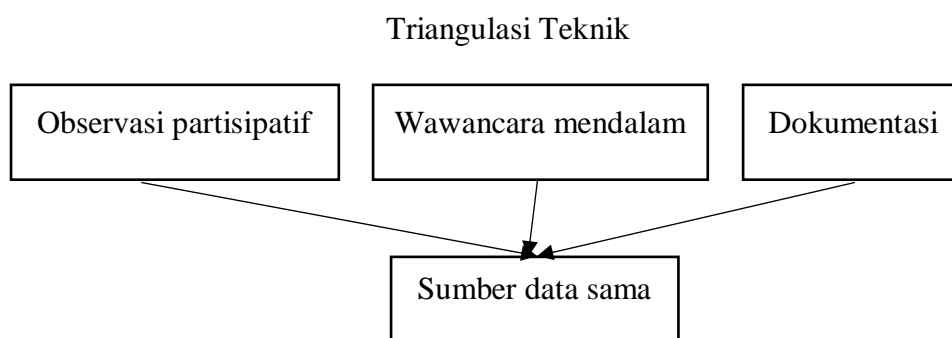 Triangulasi Teknik
Observasi partisipatif
Wawancara mendalam
Dokumentasi
Sumber data sama